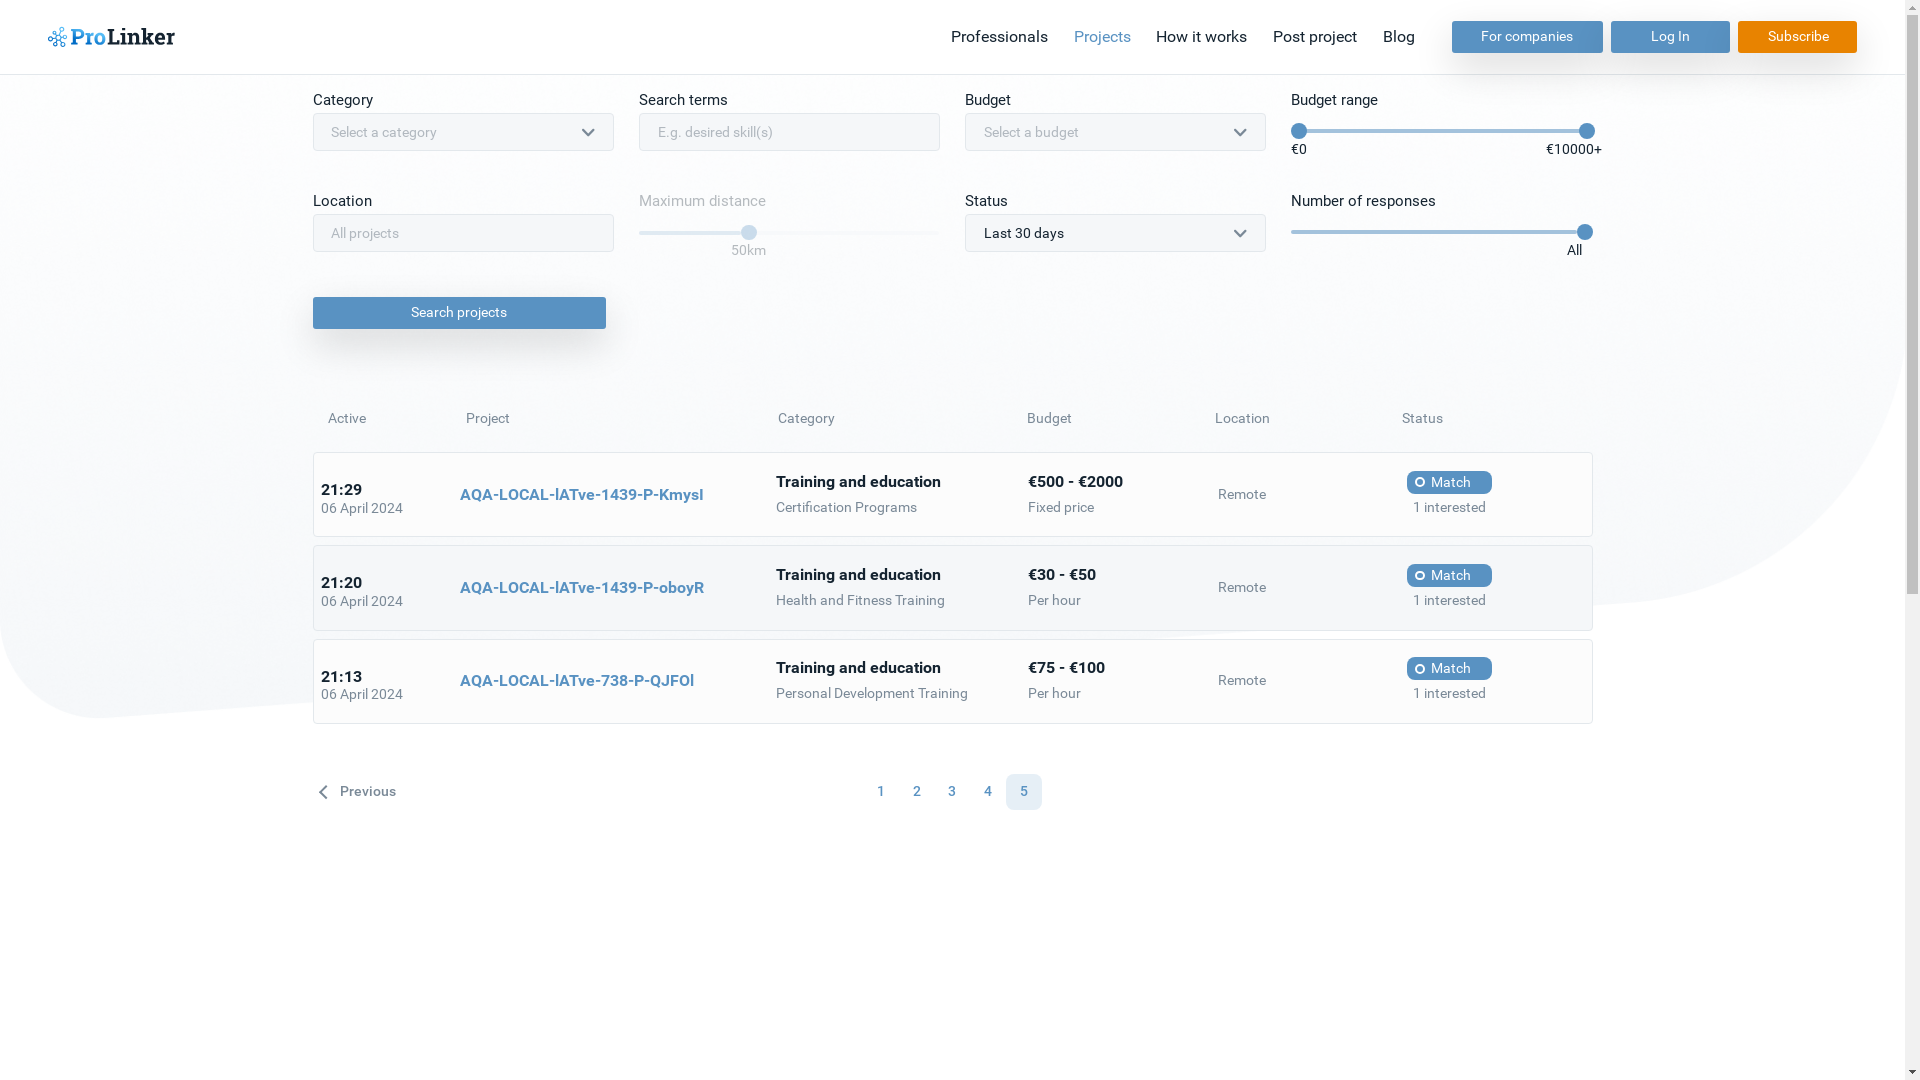 ProLinker
Professionals Projects How it works Post project Blog For companies Log In Subscribe
Category Search terms Budget Budget range
Select a category E.g. desired skill(s) Select a budget
€0 €10000+
Location Maximum distance Status Number of responses
All projects Last 30 days
50km All
Search projects
Active Project Category Budget Location Status
21:29
06 April 2024
AQA-LOCAL-lATve-1439-P-KmysI
Training and education
Certification Programs
€500 - €2000
Fixed price
Remote
Match
1 interested
21:20
06 April 2024
AQA-LOCAL-lATve-1439-P-oboyR
Training and education
Health and Fitness Training
€30 - €50
Per hour
Remote
Match
1 interested
21:13
06 April 2024
AQA-LOCAL-lATve-738-P-QJFOl
Training and education
Personal Development Training
€75 - €100
Per hour
Remote
Match
1 interested
Previous 1 2 3 4 5